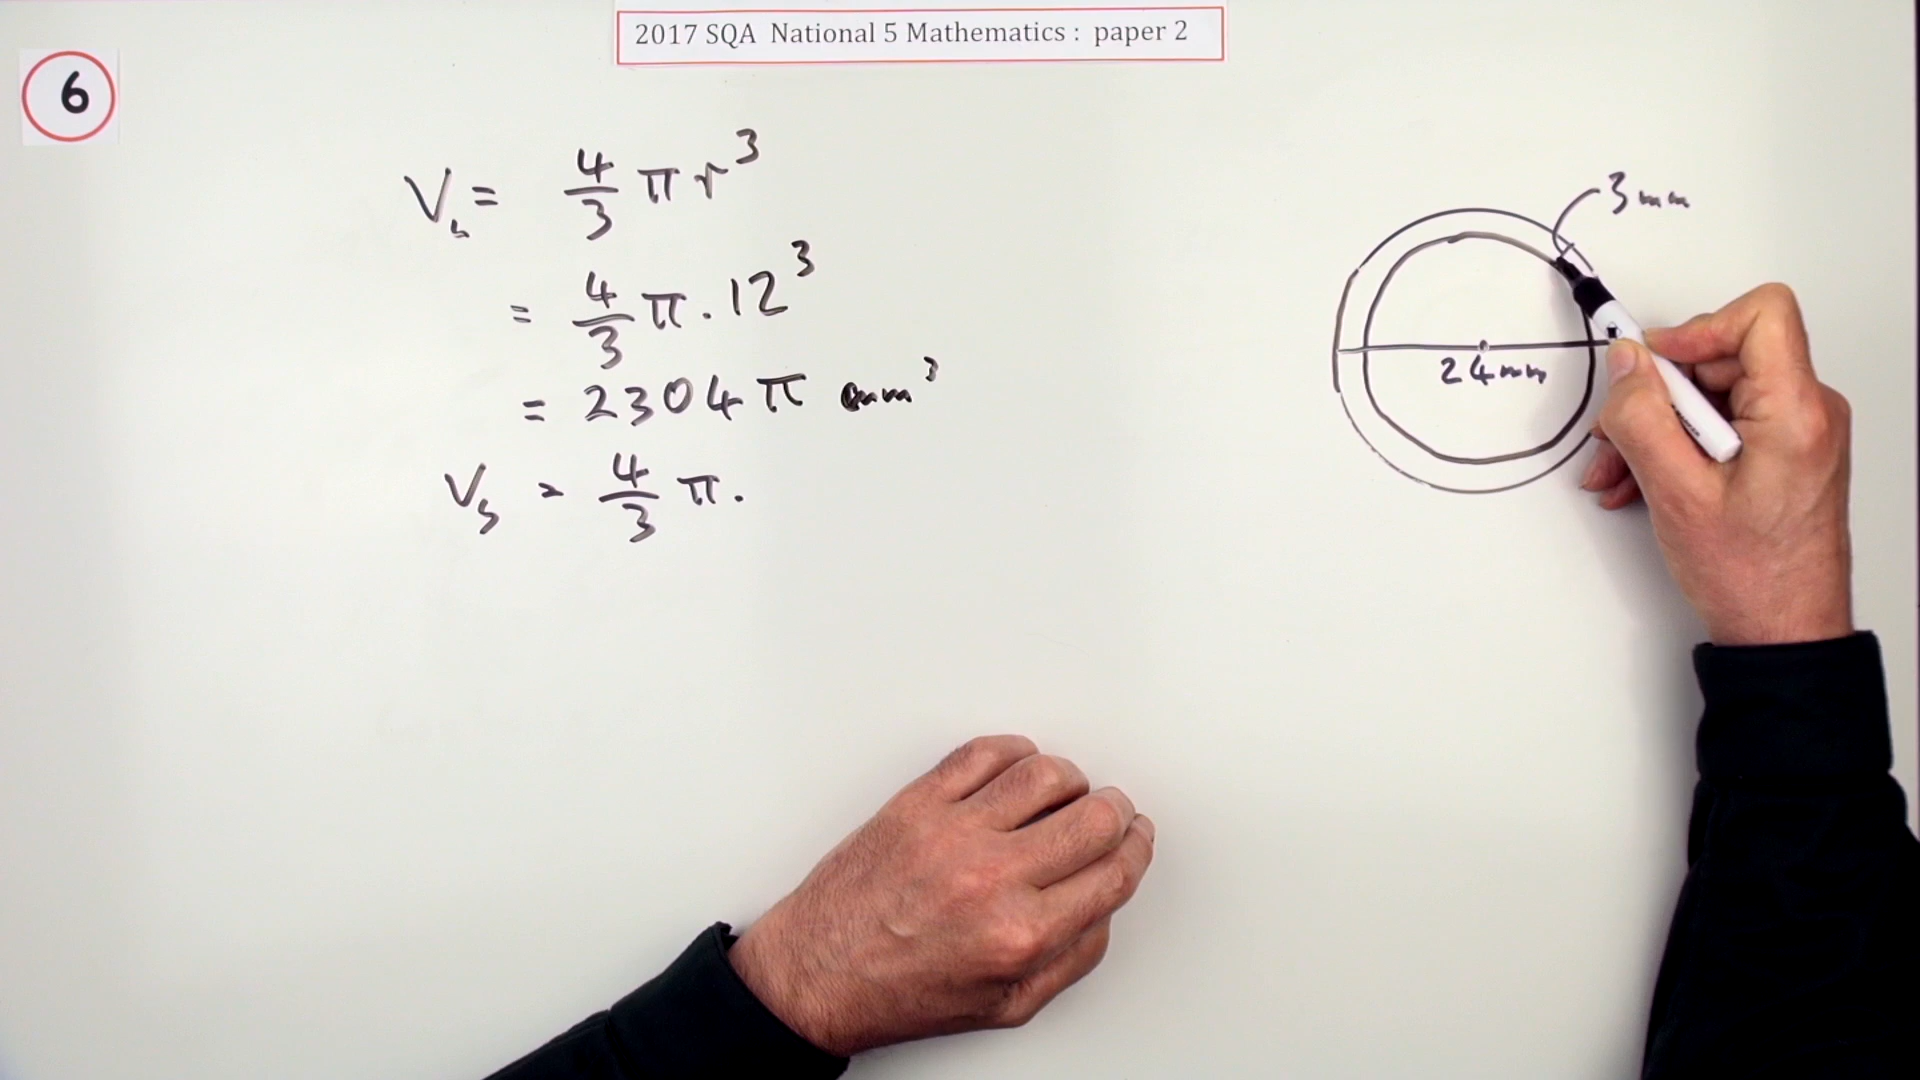 2017 SQA National 5 Mathematics : paper 2
6
V = 4/3 π r³
= 4/3 π . 12³
= 2304 π mm³
Vs = 4/3 π .
3mm
24mm